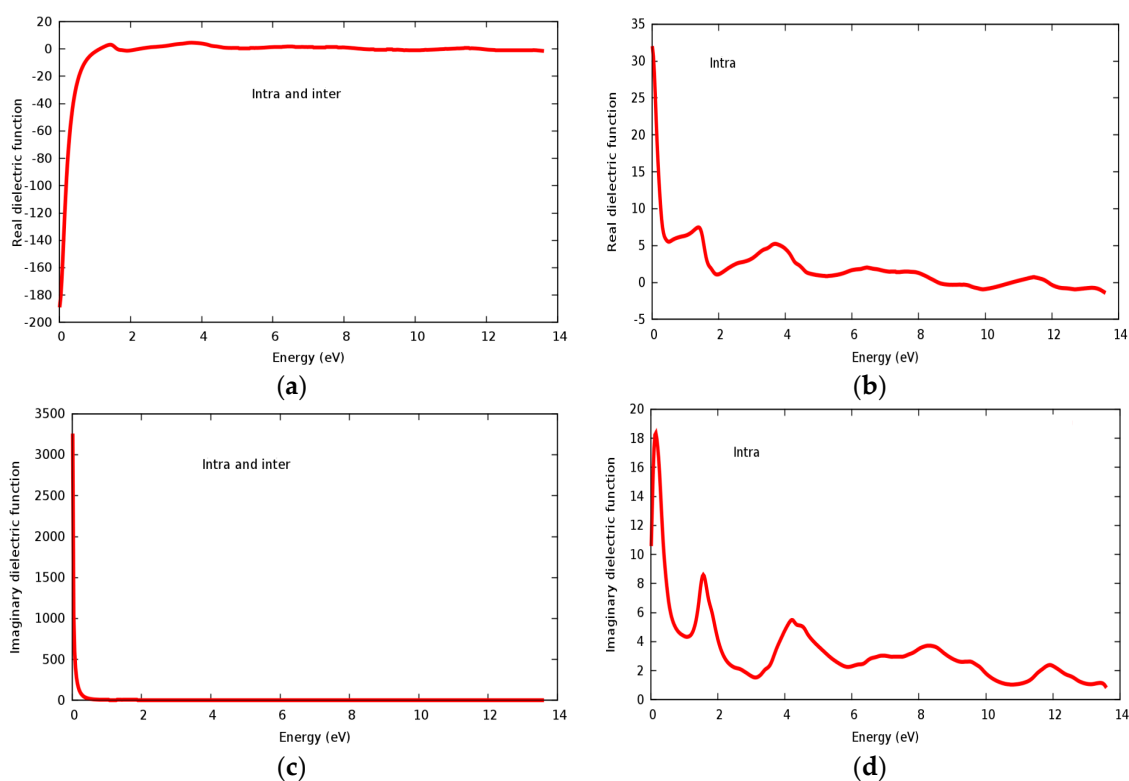 20
0
-20
-40
-60
-80
-100
-120
-140
-160
-180
-200
Real dielectric function
Intra and inter
0 2 4 6 8 10 12 14
Energy (eV)
(a)
35
30
25
20
15
10
5
0
-5
Real dielectric function
Intra
0 2 4 6 8 10 12 14
Energy (eV)
(b)
3500
3000
2500
2000
1500
1000
500
0
Imaginary dielectric function
Intra and inter
0 2 4 6 8 10 12 14
Energy (eV)
(c)
20
18
16
14
12
10
8
6
4
2
0
Imaginary dielectric function
Intra
0 2 4 6 8 10 12 14
Energy (eV)
(d)